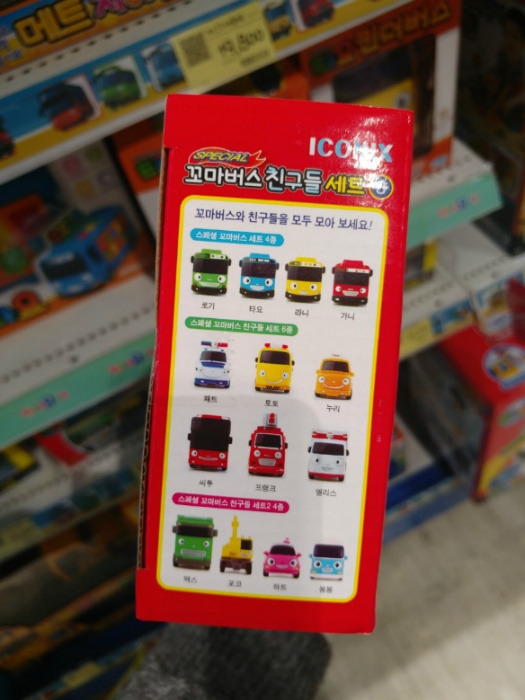 ICONIX
SPECIAL
꼬마버스 친구들 세트
꼬마버스와 친구들을 모두 모아 보세요!
스페셜 꼬마버스 세트 4종
로기 타요 라니 가니
스페셜 꼬마버스 친구들 세트 6종
패트 토토 누리
씨투 프랭크 앨리스
스페셜 꼬마버스 친구들 세트2 4종
맥스 포코 하트 봉봉